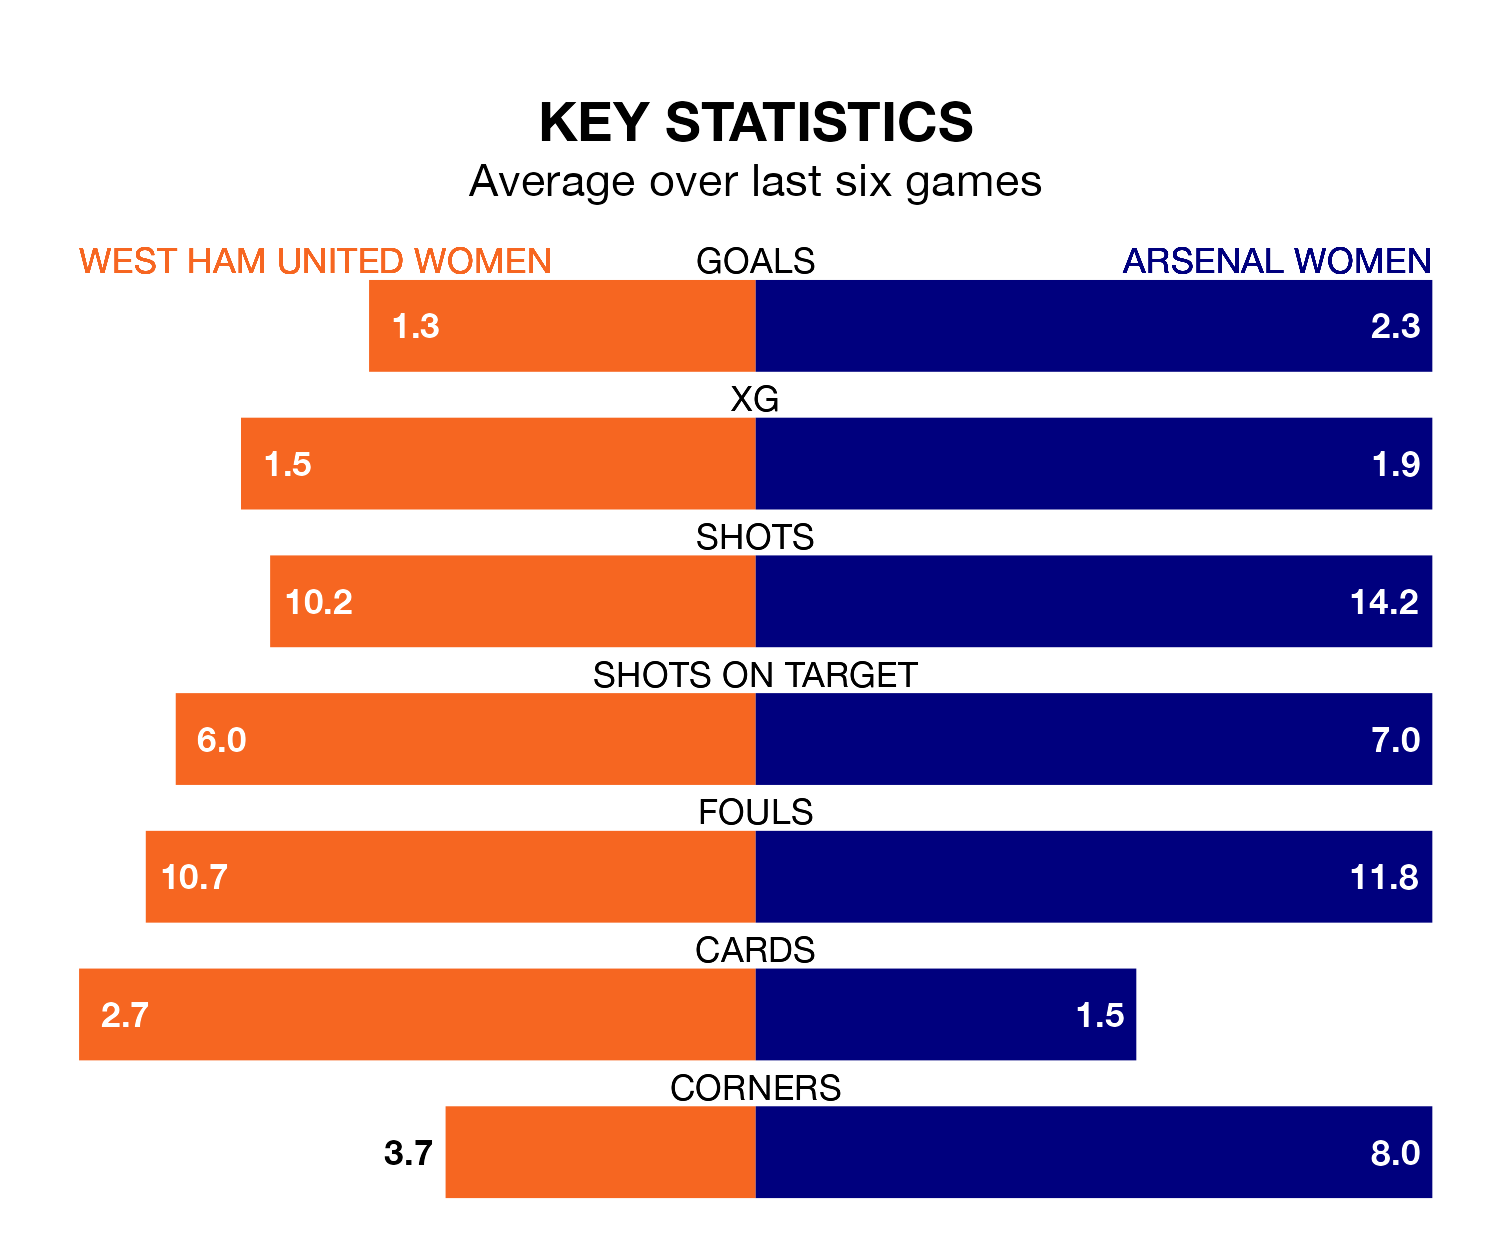 KEY STATISTICS
Average over last six games
WEST HAM UNITED WOMEN GOALS ARSENAL WOMEN
1.3 2.3
XG
1.5 1.9
SHOTS
10.2 14.2
SHOTS ON TARGET
6.0 7.0
FOULS
10.7 11.8
CARDS
2.7 1.5
CORNERS
3.7 8.0